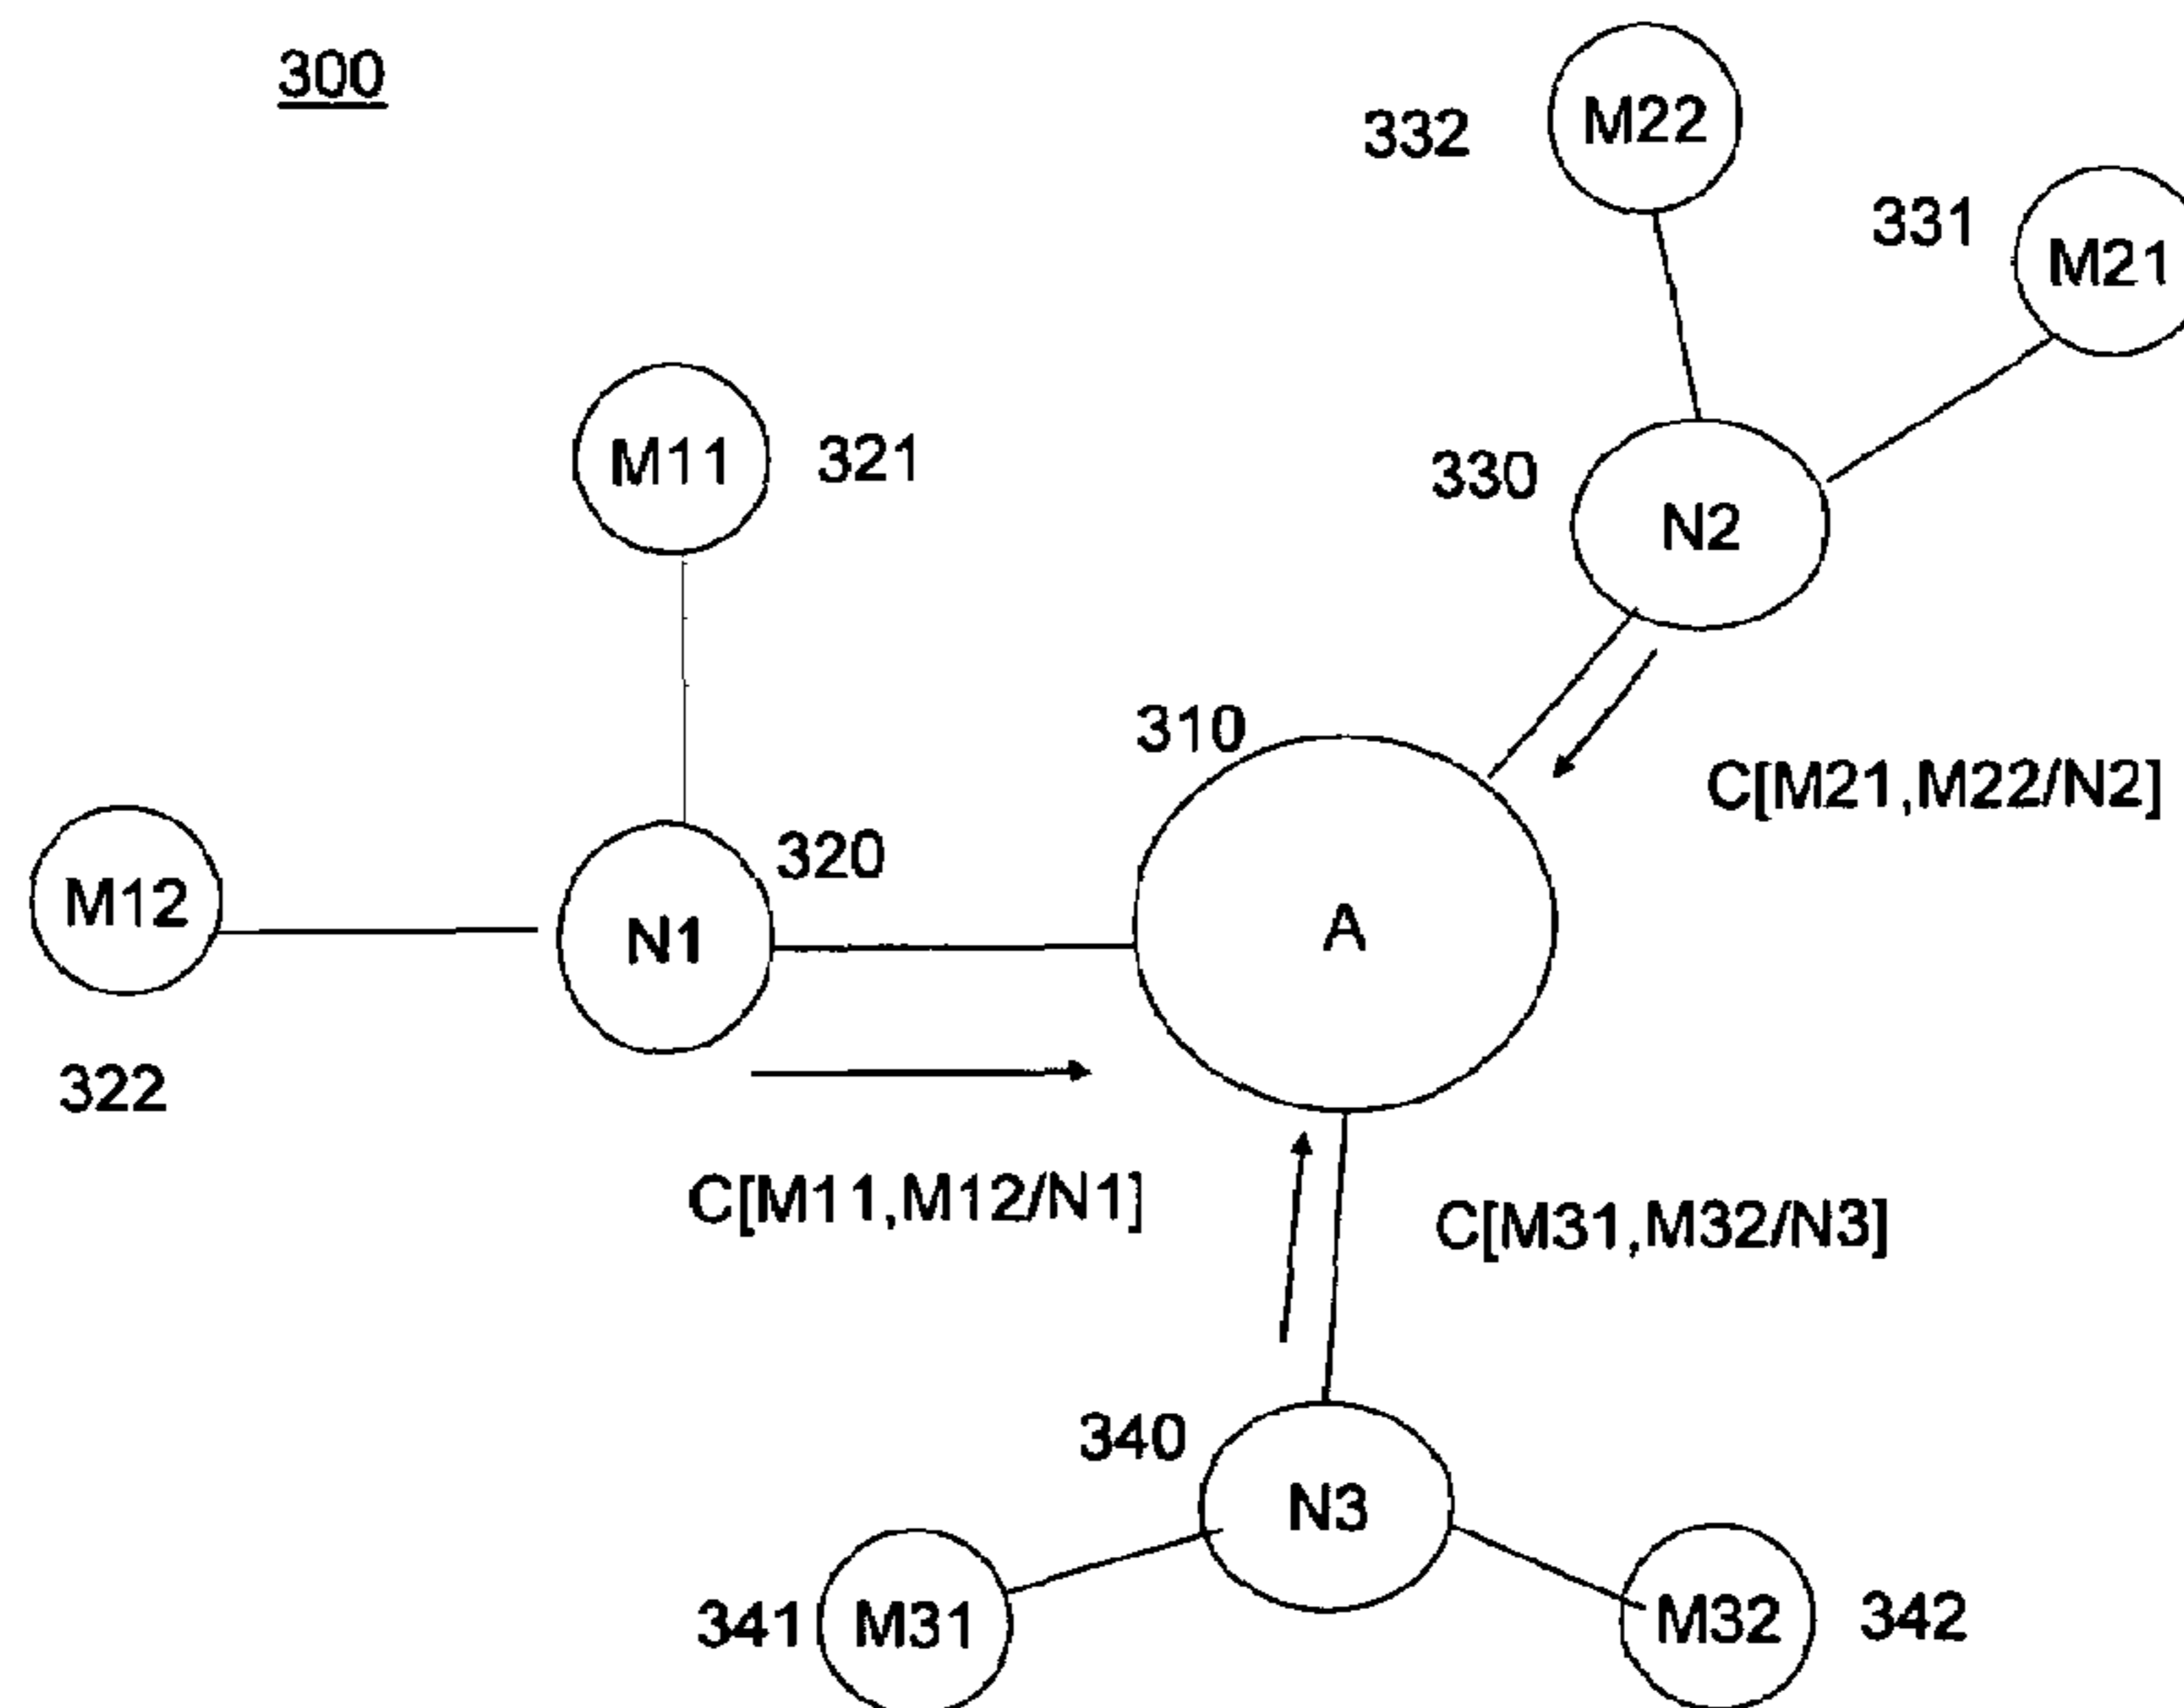 300
M22
332
331
M21
M11
321
330
N2
310
C[M21,M22/N2]
320
M12
N1
A
322
C[M11,M12/N1]
C[M31,M32/N3]
340
N3
341
M31
M32
342